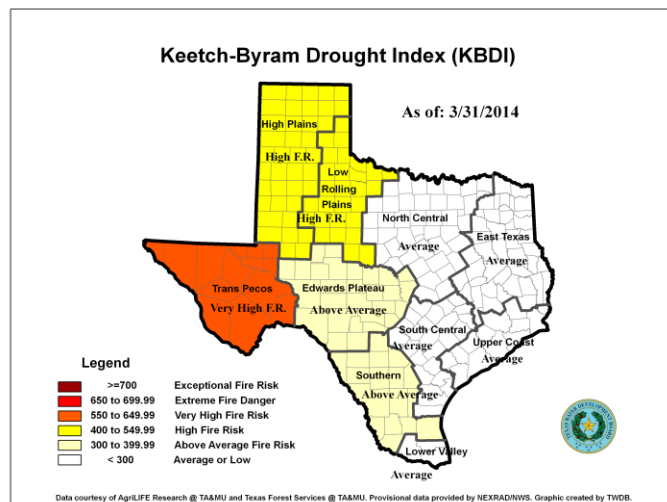 Keetch-Byram Drought Index (KBDI)
As of: 3/31/2014
High Plains
High F.R.
Low
Rolling
Plains
High F.R.
North Central
Average
East Texas
Average
Trans Pecos
Very High F.R.
Edwards Plateau
Above Average
South Central
Average
Upper Coast
Average
Southern
Above Average
Lower Valley
Average
Legend
>=700 Exceptional Fire Risk
650 to 699.99 Extreme Fire Danger
550 to 649.99 Very High Fire Risk
400 to 549.99 High Fire Risk
300 to 399.99 Above Average Fire Risk
< 300 Average or Low
TEXAS WATER DEVELOPMENT BOARD
Data courtesy of AgriLIFE Research @ TA&MU and Texas Forest Services @ TA&MU. Provisional data provided by NEXRAD/NWS. Graphic created by TWDB.